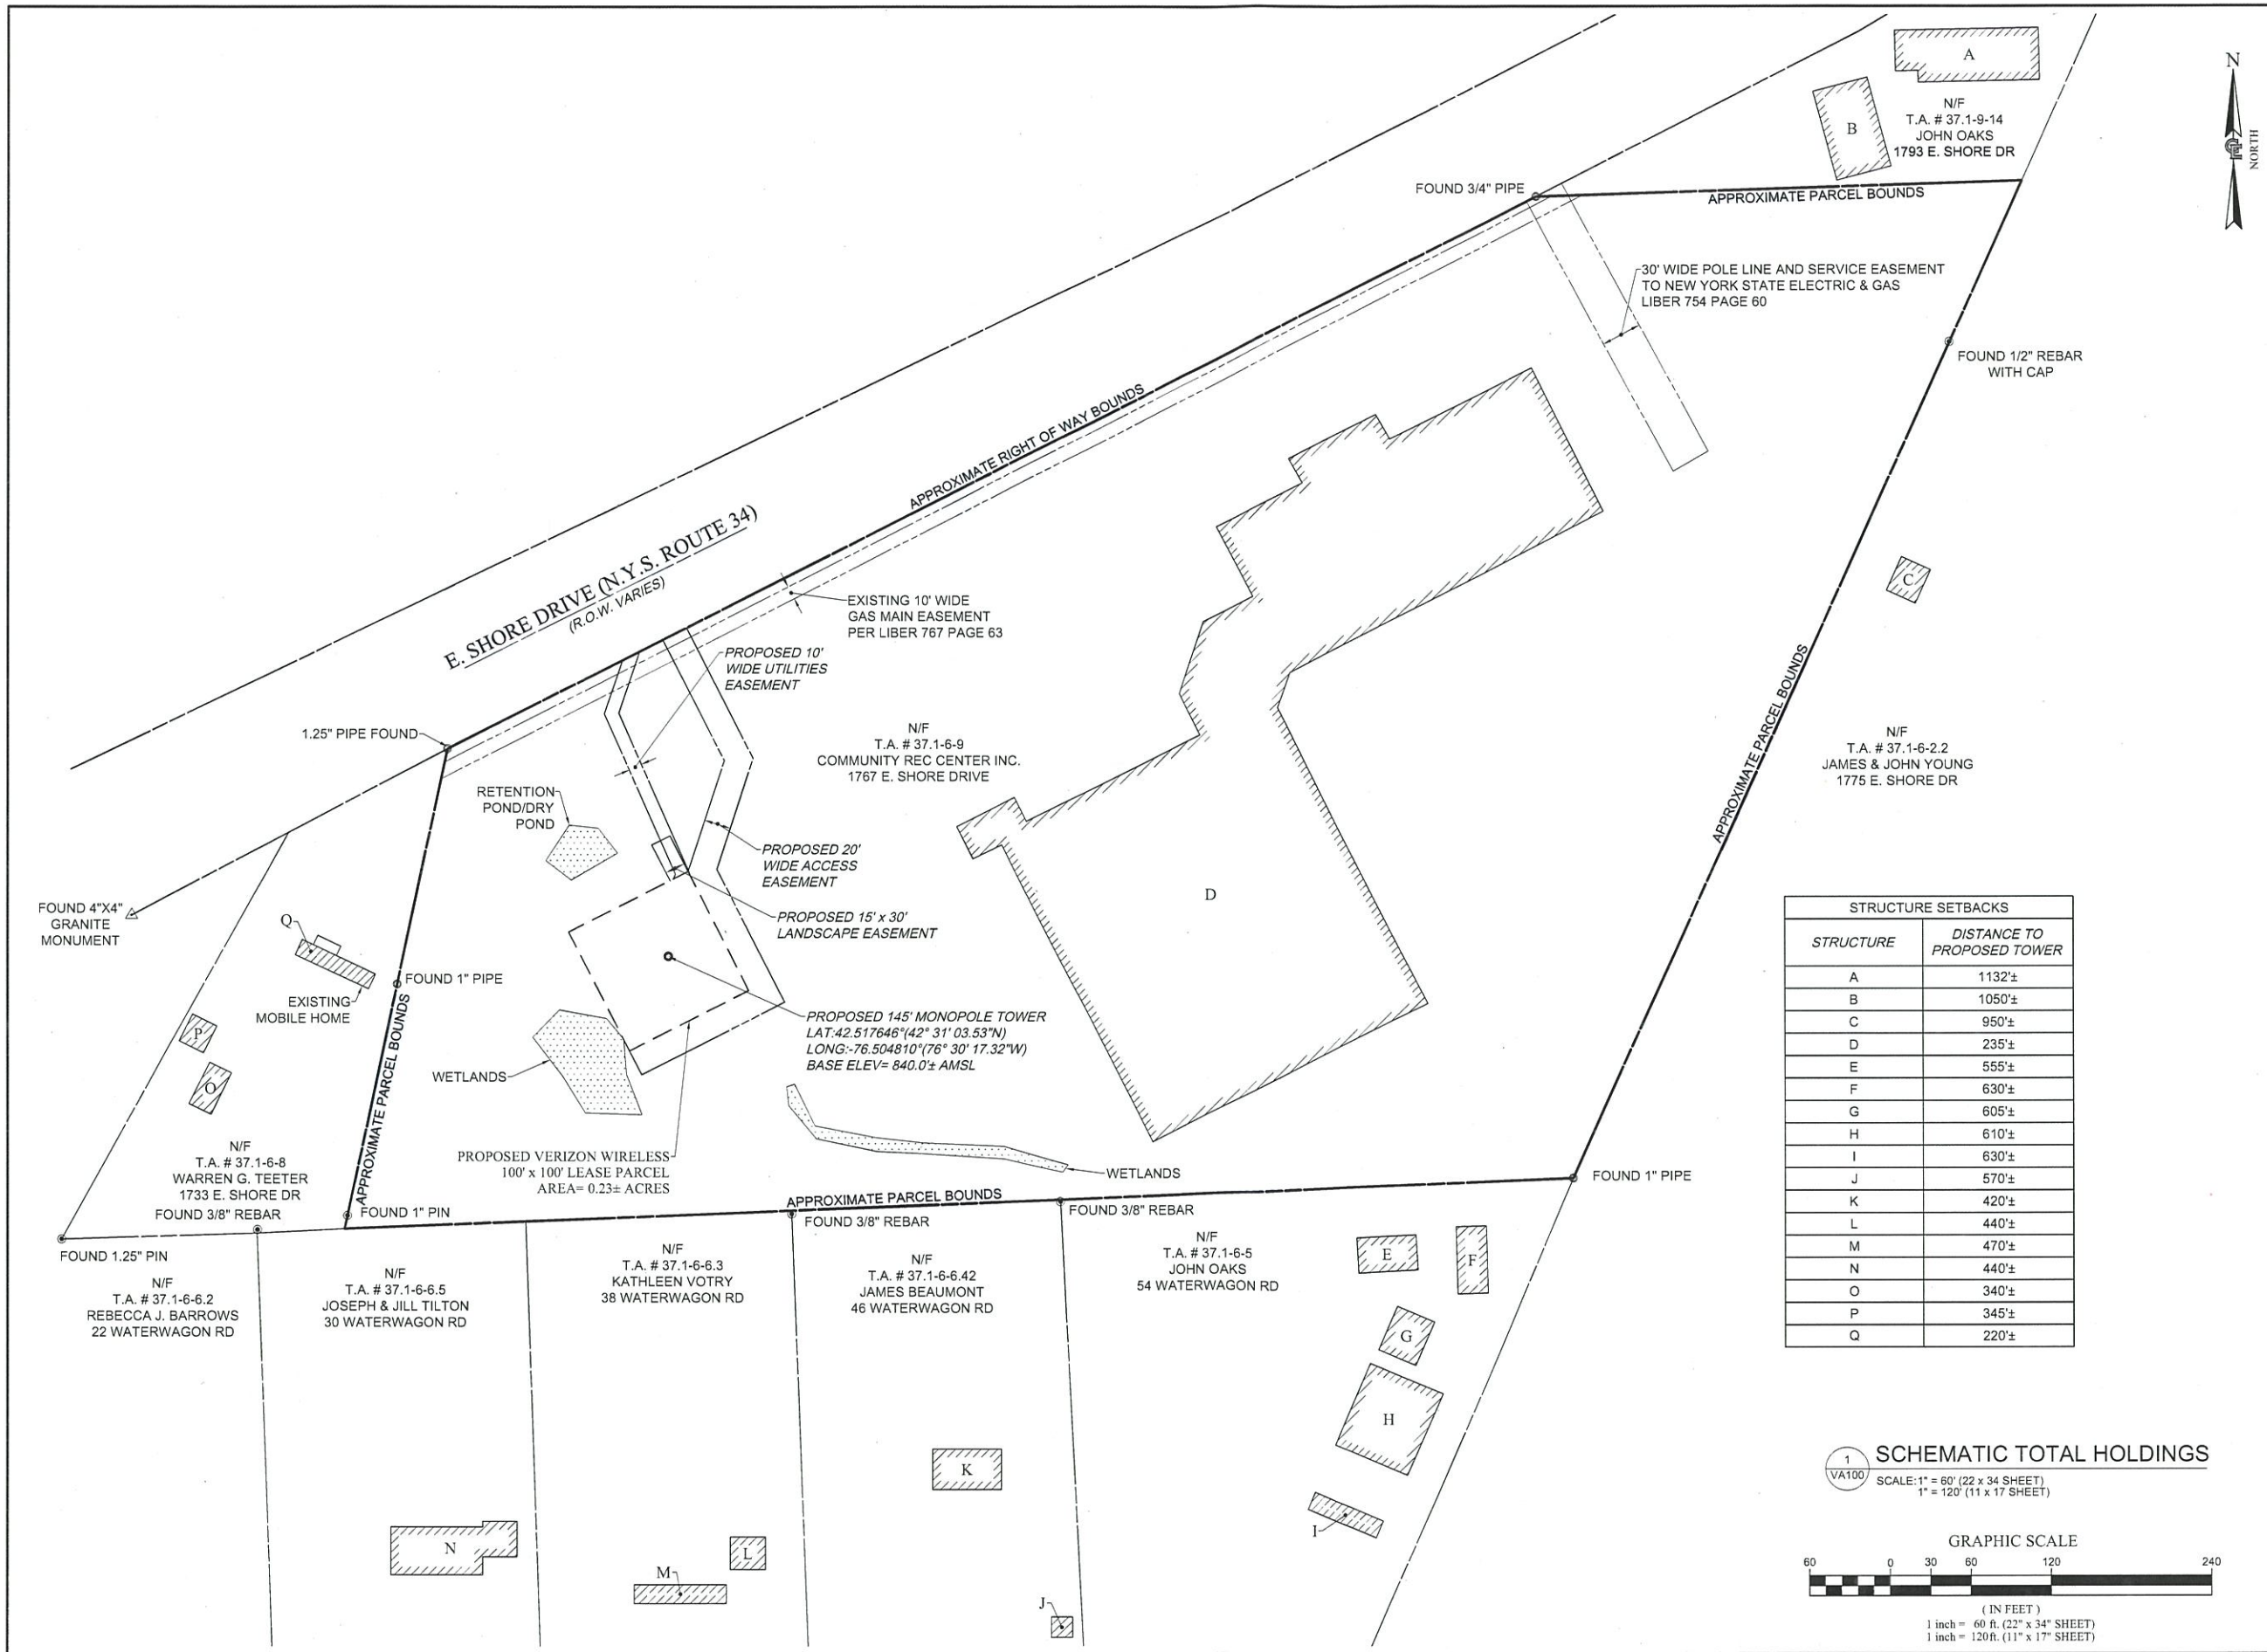 A
N/F
T.A. # 37.1-9-14
JOHN OAKS
1793 E. SHORE DR
B
N
NORTH
FOUND 3/4" PIPE
APPROXIMATE PARCEL BOUNDS
30' WIDE POLE LINE AND SERVICE EASEMENT
TO NEW YORK STATE ELECTRIC & GAS
LIBER 754 PAGE 60
FOUND 1/2" REBAR
WITH CAP
APPROXIMATE RIGHT OF WAY BOUNDS
E. SHORE DRIVE (N.Y.S. ROUTE 34)
(R.O.W. VARIES)
EXISTING 10' WIDE
GAS MAIN EASEMENT
PER LIBER 767 PAGE 63
C
PROPOSED 10'
WIDE UTILITIES
EASEMENT
1.25" PIPE FOUND
N/F
T.A. # 37.1-6-9
COMMUNITY REC CENTER INC.
1767 E. SHORE DRIVE
APPROXIMATE PARCEL BOUNDS
N/F
T.A. # 37.1-6-2.2
JAMES & JOHN YOUNG
1775 E. SHORE DR
RETENTION
POND/DRY
POND
PROPOSED 20'
WIDE ACCESS
EASEMENT
D
FOUND 4"X4"
GRANITE
MONUMENT
Q
PROPOSED 15' x 30'
LANDSCAPE EASEMENT
FOUND 1" PIPE
EXISTING
MOBILE HOME
P
O
APPROXIMATE PARCEL BOUNDS
PROPOSED 145' MONOPOLE TOWER
LAT:42.517646°(42° 31' 03.53"N)
LONG:-76.504810°(76° 30' 17.32"W)
BASE ELEV= 840.0'± AMSL
WETLANDS
PROPOSED VERIZON WIRELESS
100' x 100' LEASE PARCEL
AREA= 0.23± ACRES
WETLANDS
FOUND 1" PIPE
N/F
T.A. # 37.1-6-8
WARREN G. TEETER
1733 E. SHORE DR
FOUND 3/8" REBAR
FOUND 1" PIN
APPROXIMATE PARCEL BOUNDS
FOUND 3/8" REBAR
FOUND 3/8" REBAR
FOUND 1.25" PIN
N/F
T.A. # 37.1-6-6.2
REBECCA J. BARROWS
22 WATERWAGON RD
N/F
T.A. # 37.1-6-6.5
JOSEPH & JILL TILTON
30 WATERWAGON RD
N/F
T.A. # 37.1-6-6.3
KATHLEEN VOTRY
38 WATERWAGON RD
N/F
T.A. # 37.1-6-6.42
JAMES BEAUMONT
46 WATERWAGON RD
N/F
T.A. # 37.1-6-5
JOHN OAKS
54 WATERWAGON RD
E
F
G
H
I
K
N
L
M
J
STRUCTURE SETBACKS
STRUCTURE DISTANCE TO PROPOSED TOWER
A 1132'±
B 1050'±
C 950'±
D 235'±
E 555'±
F 630'±
G 605'±
H 610'±
I 630'±
J 570'±
K 420'±
L 440'±
M 470'±
N 440'±
O 340'±
P 345'±
Q 220'±
1
VA100
SCHEMATIC TOTAL HOLDINGS
SCALE:1" = 60' (22 x 34 SHEET)
1" = 120' (11 x 17 SHEET)
GRAPHIC SCALE
60 0 30 60 120 240
( IN FEET )
1 inch = 60 ft. (22" x 34" SHEET)
1 inch = 120ft. (11" x 17" SHEET)